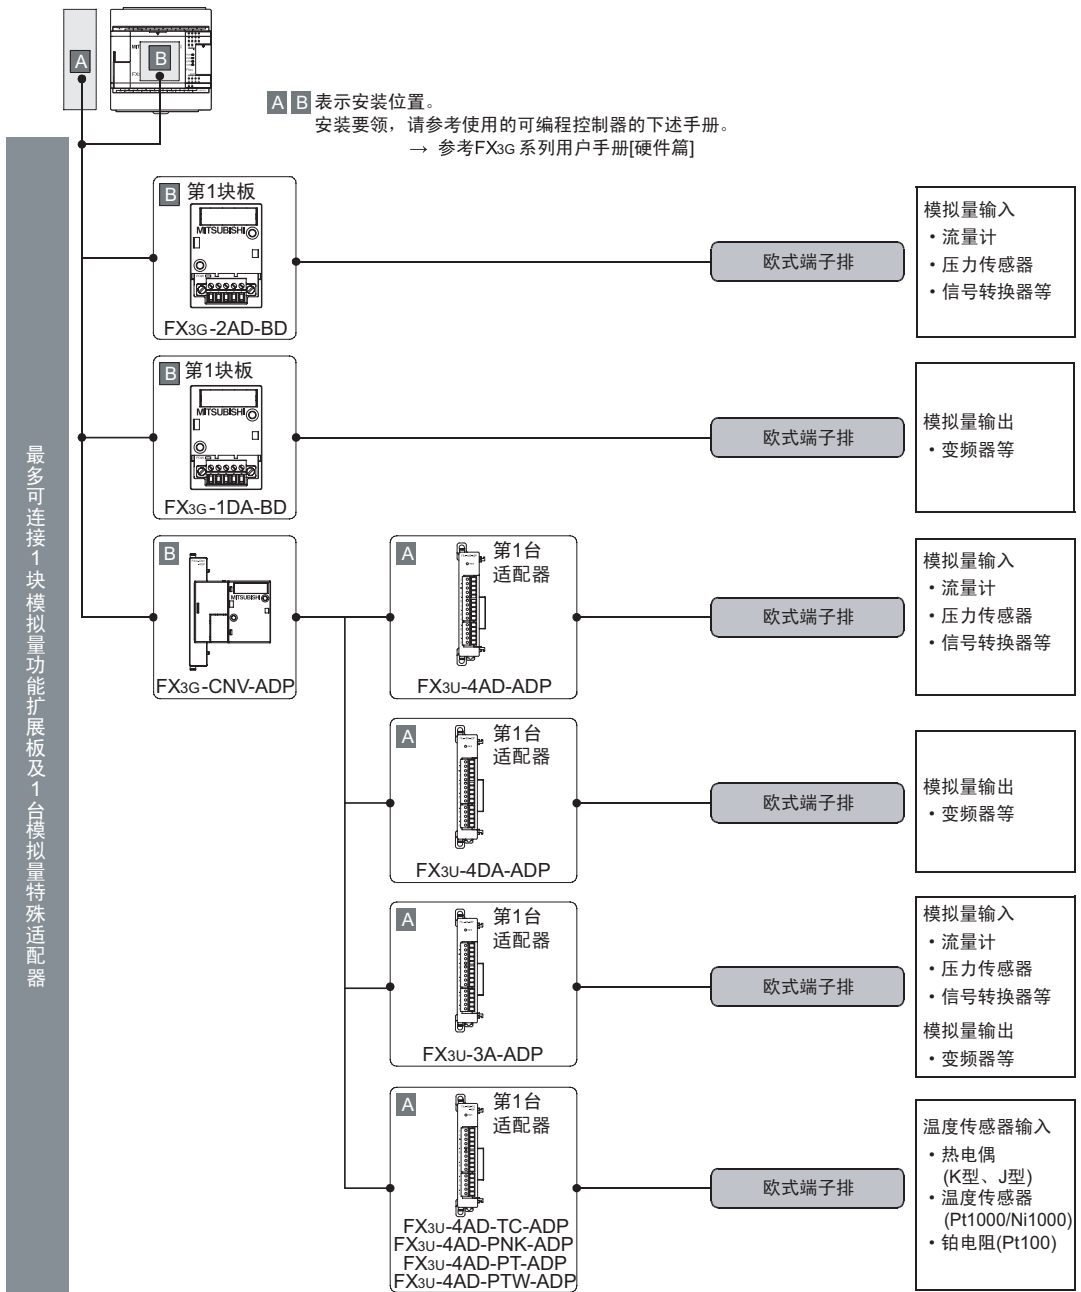 A
B
A B 表示安装位置。
安装要领，请参考使用的可编程控制器的下述手册。
→ 参考FX3G 系列用户手册[硬件篇]
最多可连接1块模拟量功能扩展板及1台模拟量特殊适配器
B 第1块板
MITSUBISHI
FX3G-2AD-BD
欧式端子排
模拟量输入
・流量计
・压力传感器
・信号转换器等
B 第1块板
MITSUBISHI
FX3G-1DA-BD
欧式端子排
模拟量输出
・变频器等
B
MITSUBISHI
FX3G-CNV-ADP
A 第1台
适配器
FX3U-4AD-ADP
欧式端子排
模拟量输入
・流量计
・压力传感器
・信号转换器等
A 第1台
适配器
FX3U-4DA-ADP
欧式端子排
模拟量输出
・变频器等
A 第1台
适配器
FX3U-3A-ADP
欧式端子排
模拟量输入
・流量计
・压力传感器
・信号转换器等
模拟量输出
・变频器等
A 第1台
适配器
FX3U-4AD-TC-ADP
FX3U-4AD-PNK-ADP
FX3U-4AD-PT-ADP
FX3U-4AD-PTW-ADP
欧式端子排
温度传感器输入
・热电偶
(K型、J型)
・温度传感器
(Pt1000/Ni1000)
・铂电阻(Pt100)